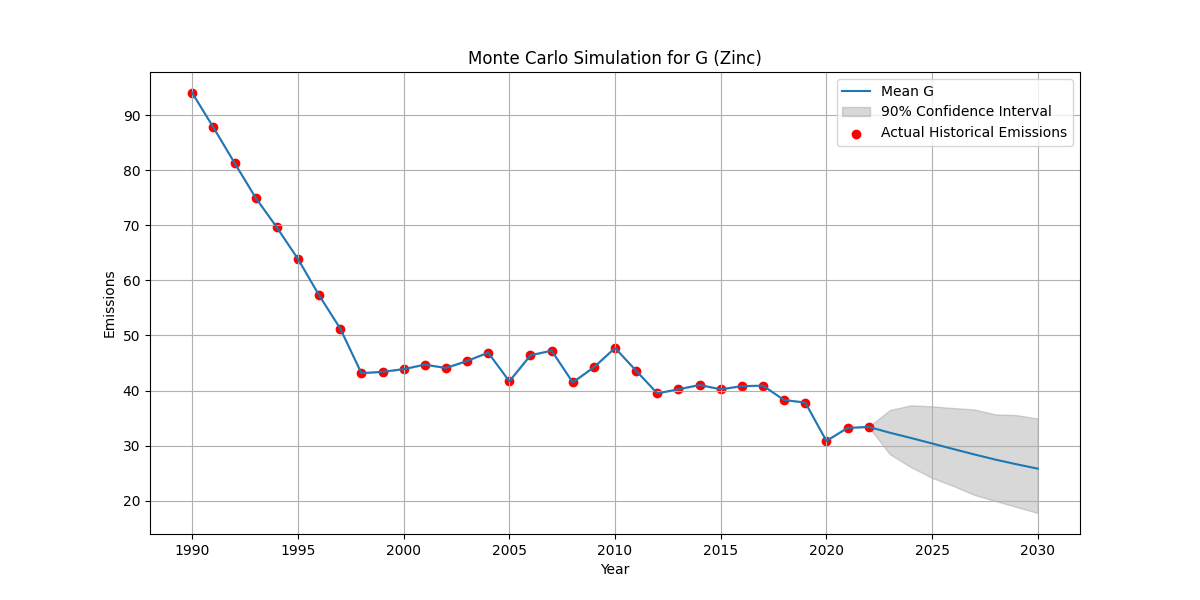 Monte Carlo Simulation for G (Zinc)
Mean G
90% Confidence Interval
Actual Historical Emissions
90
80
70
60
50
40
30
20
Emissions
1990 1995 2000 2005 2010 2015 2020 2025 2030
Year